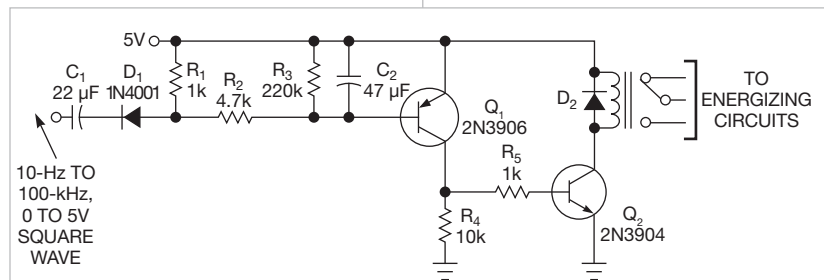 5V
C1
22 µF
D1
1N4001
R1
1k
R2
4.7k
R3
220k
C2
47 µF
Q1
2N3906
D2
TO
ENERGIZING
CIRCUITS
10-Hz TO
100-kHz,
0 TO 5V
SQUARE
WAVE
R5
1k
R4
10k
Q2
2N3904